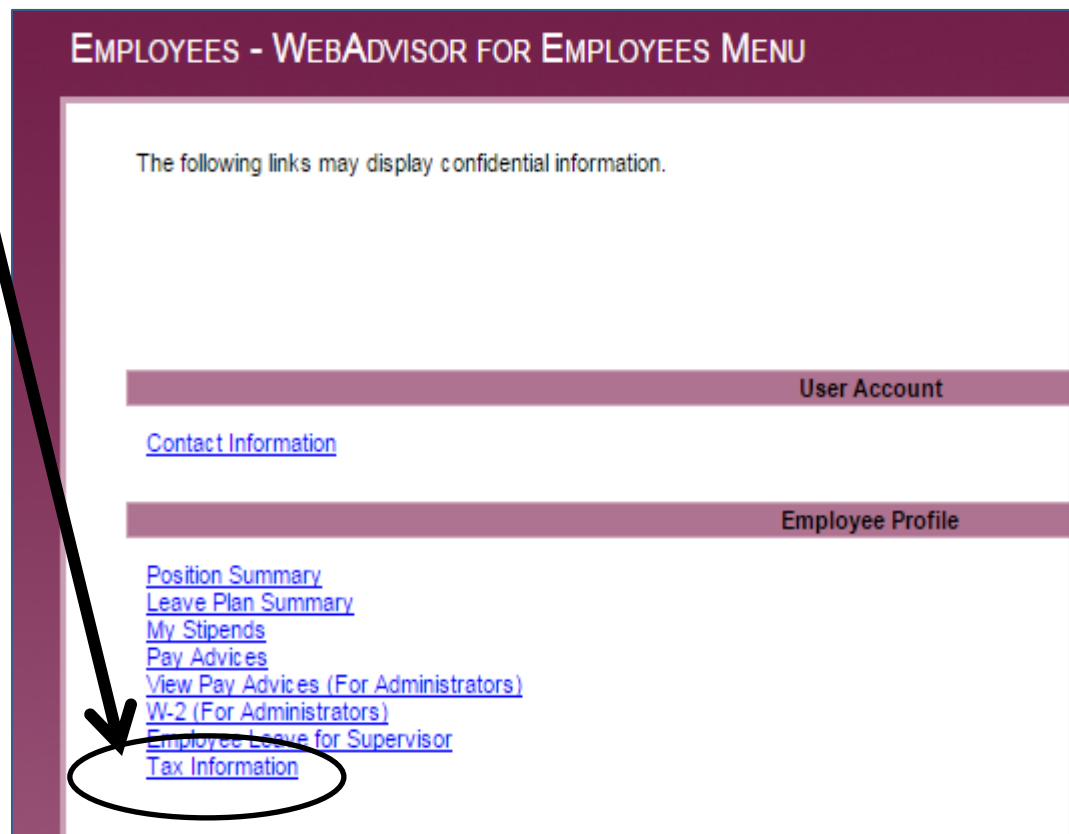 EMPLOYEES - WEBADVISOR FOR EMPLOYEES MENU
The following links may display confidential information.
User Account
Contact Information
Employee Profile
Position Summary
Leave Plan Summary
My Stipends
Pay Advices
View Pay Advices (For Administrators)
W-2 (For Administrators)
Employee Leave for Supervisor
Tax Information